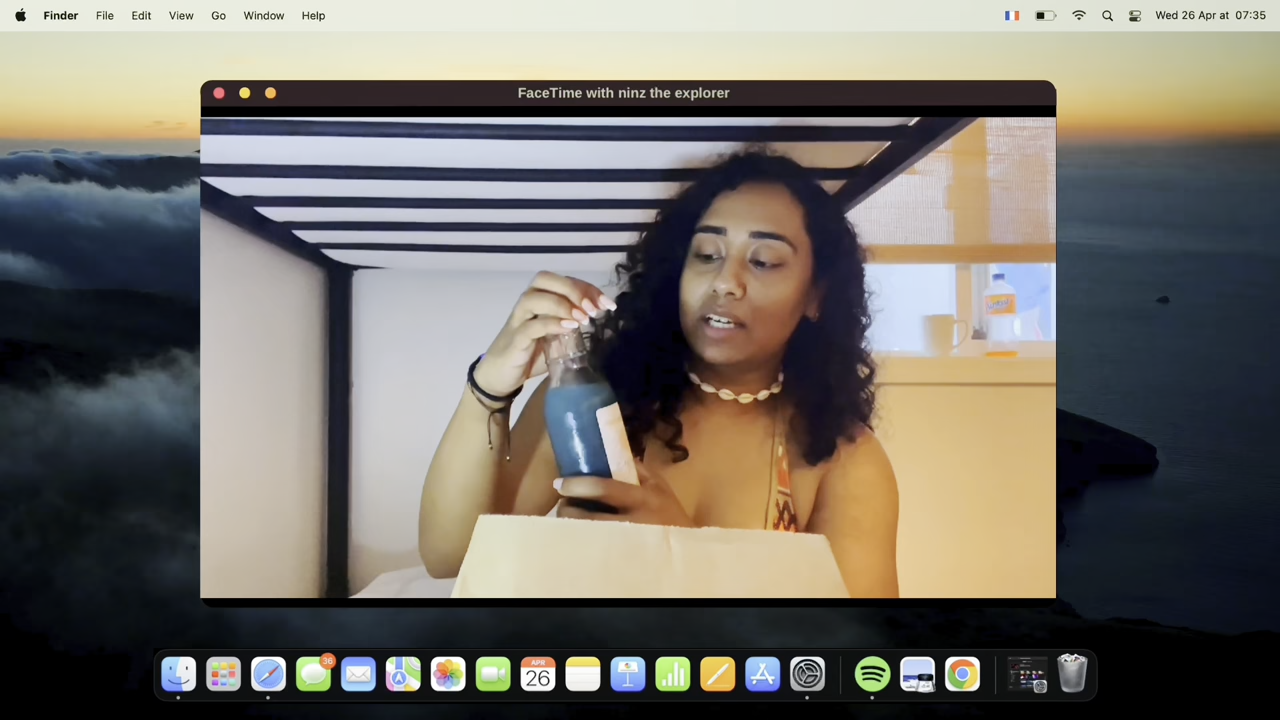 Finder File Edit View Go Window Help Wed 26 Apr at 07:35
FaceTime with ninz the explorer
36
APR
26